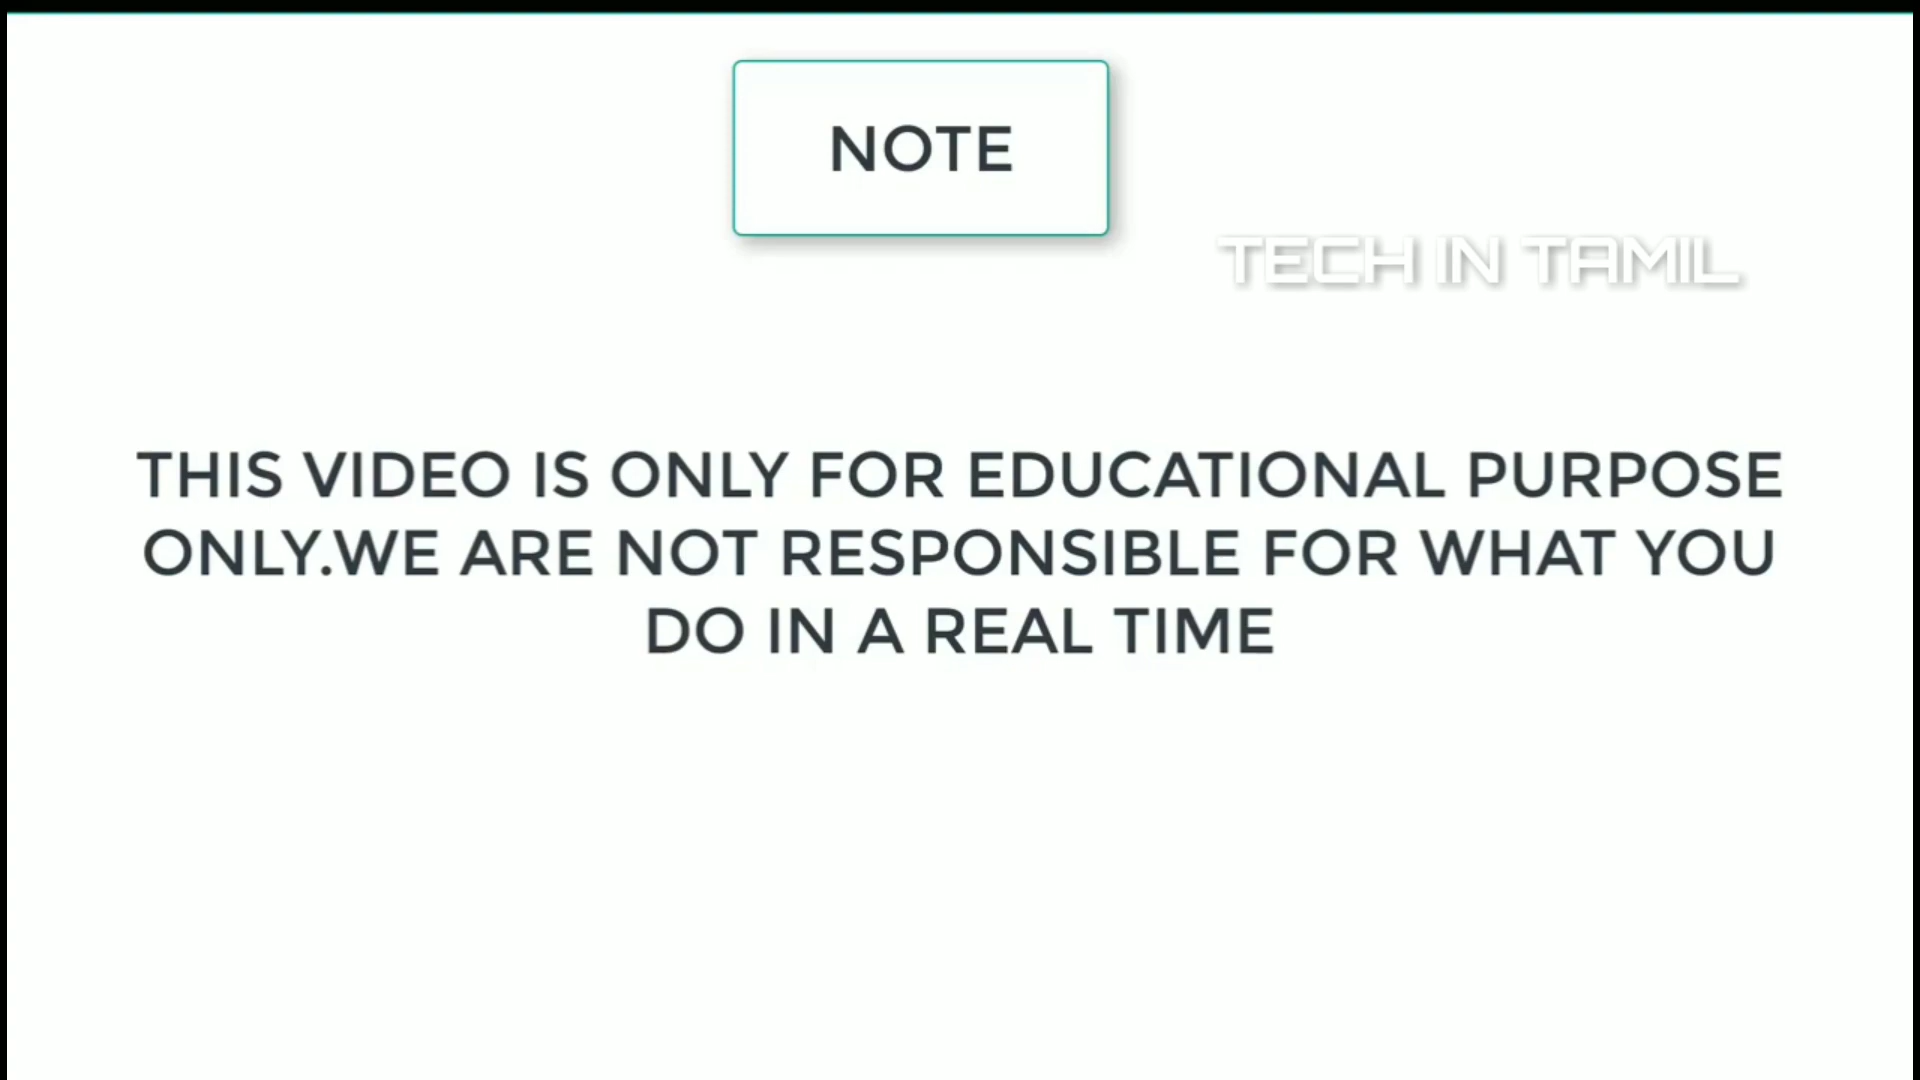 NOTE
TECH IN TAMIL
THIS VIDEO IS ONLY FOR EDUCATIONAL PURPOSE
ONLY.WE ARE NOT RESPONSIBLE FOR WHAT YOU
DO IN A REAL TIME